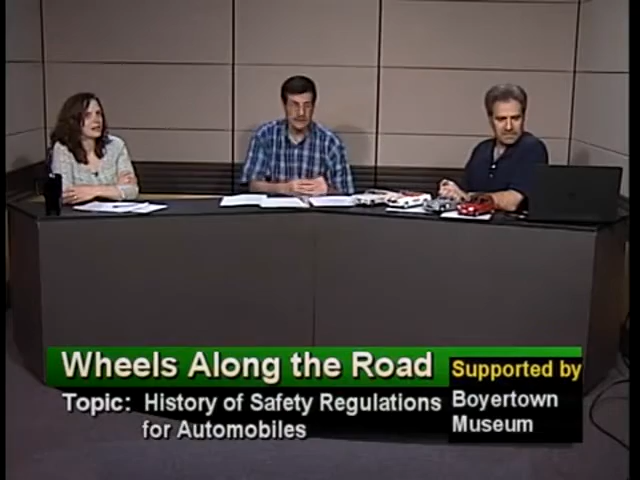 Wheels Along the Road
Supported by
Topic: History of Safety Regulations
for Automobiles
Boyertown
Museum